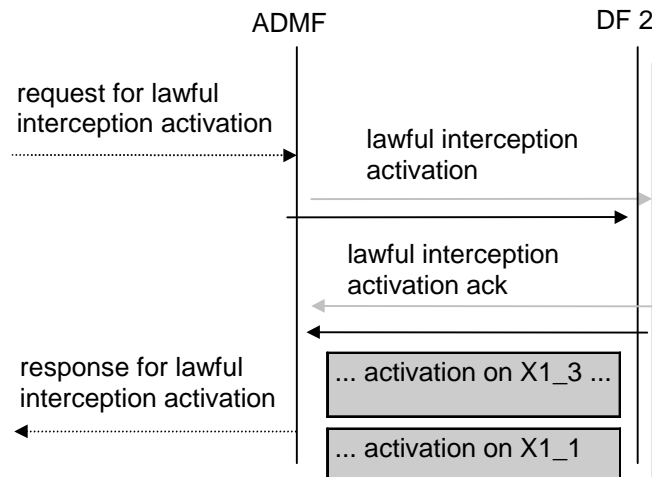 ADMF
DF 2
request for lawful
interception activation
lawful interception
activation
lawful interception
activation ack
response for lawful
interception activation
... activation on X1_3 ...
... activation on X1_1